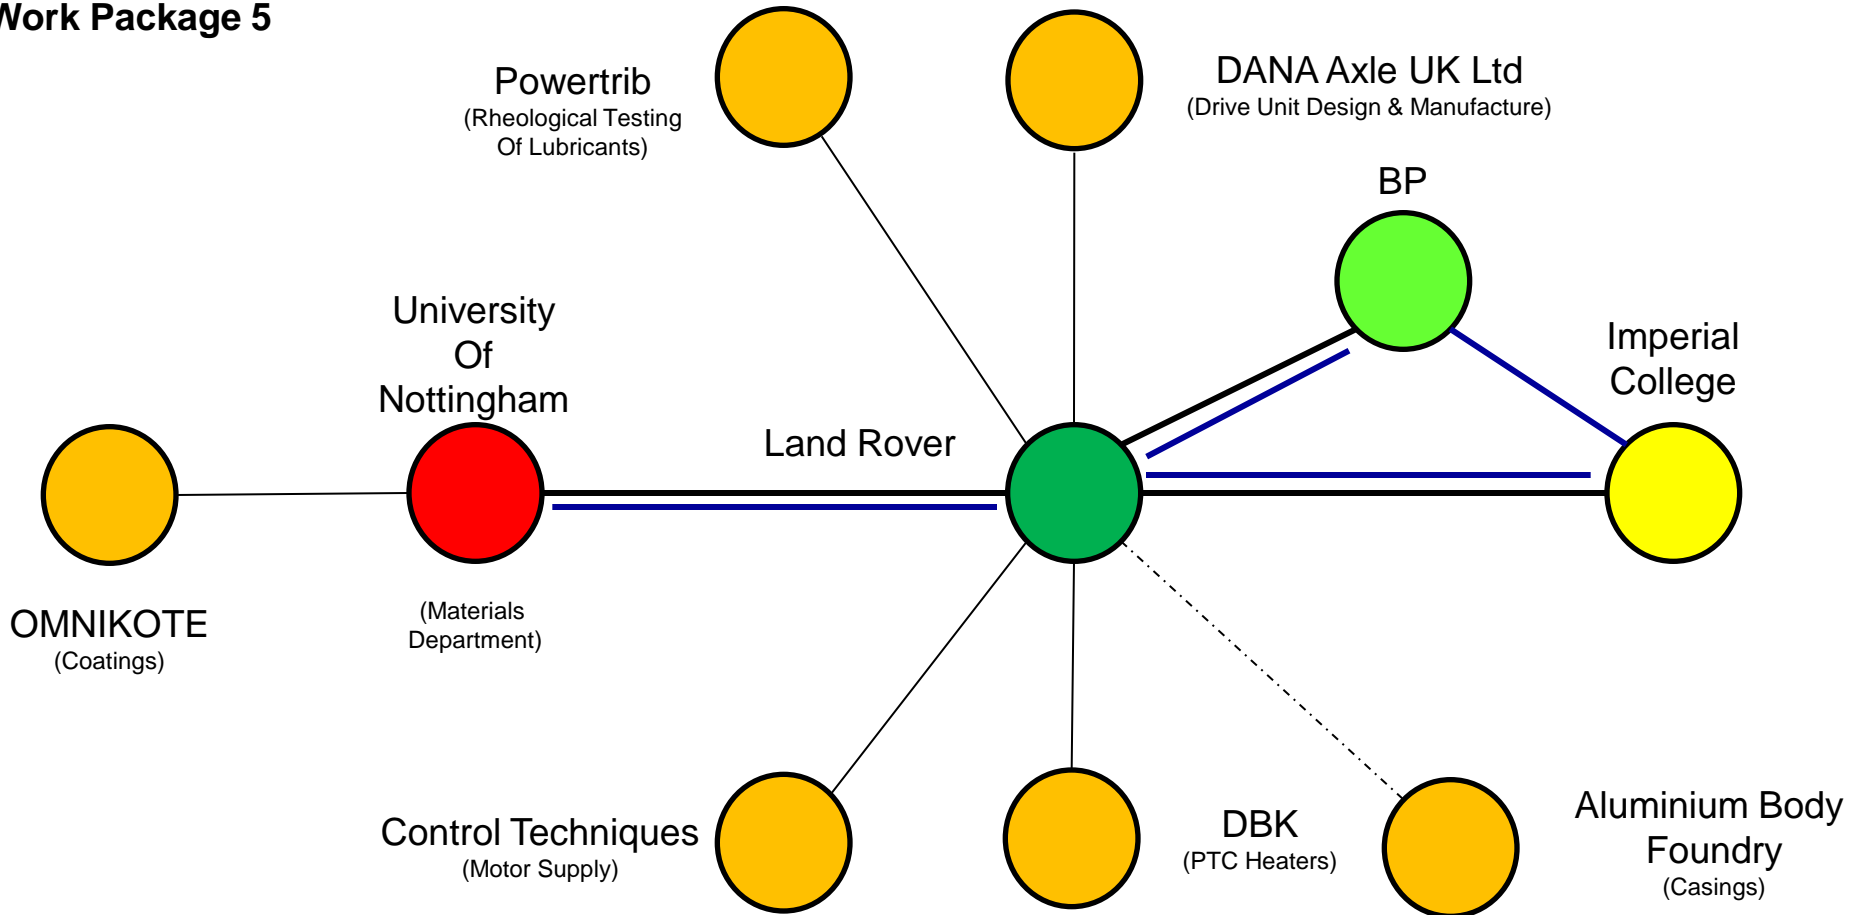 Work Package 5
Powertrib
(Rheological Testing
Of Lubricants)
DANA Axle UK Ltd
(Drive Unit Design & Manufacture)
BP
Imperial
College
University
Of
Nottingham
Land Rover
OMNIKOTE
(Coatings)
(Materials
Department)
Control Techniques
(Motor Supply)
DBK
(PTC Heaters)
Aluminium Body
Foundry
(Casings)